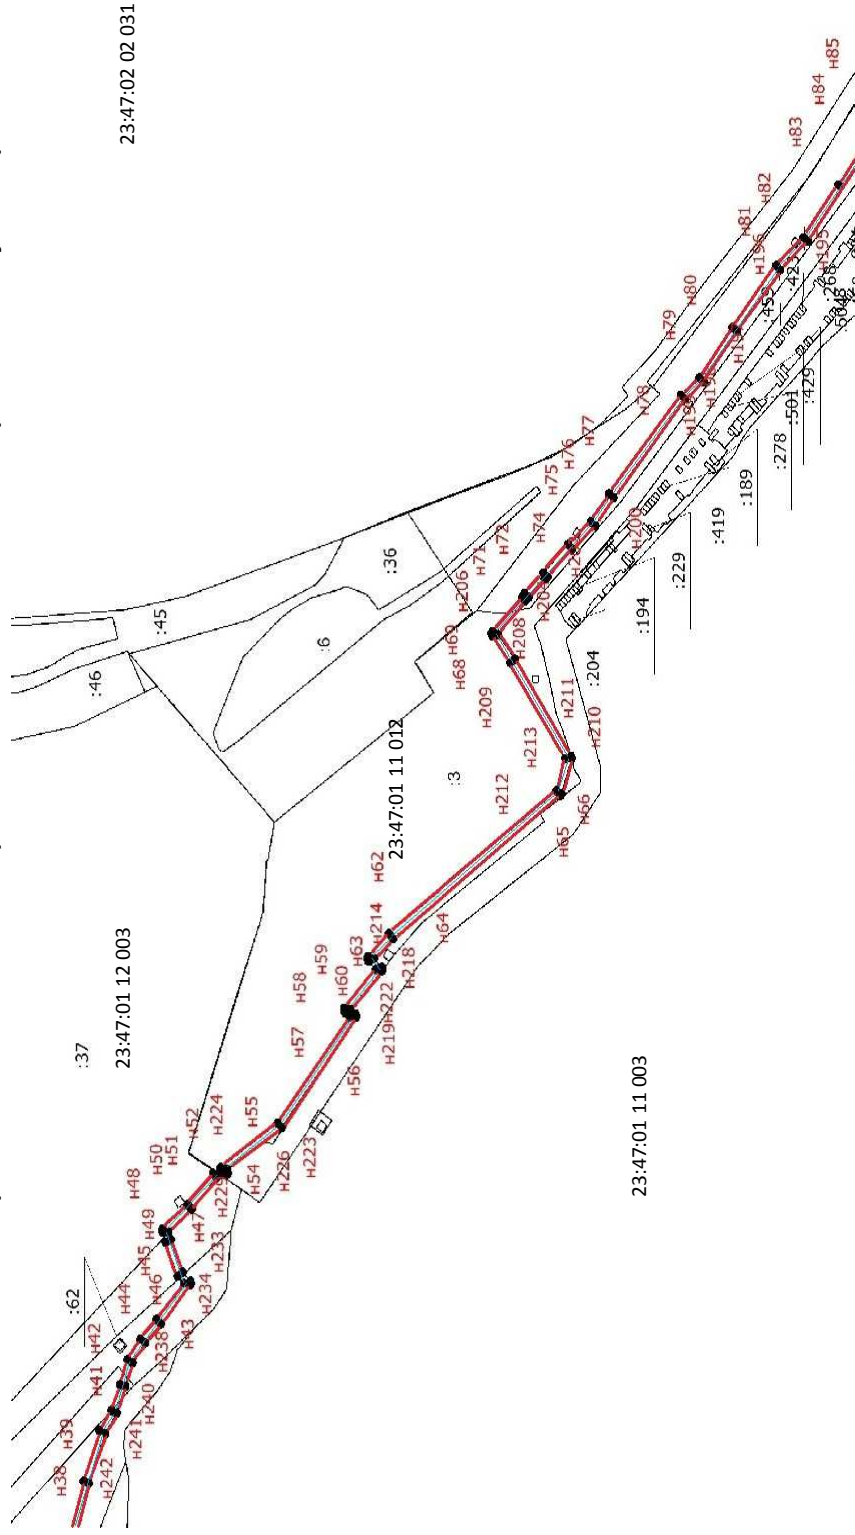 23:47:02 02 031
н85
н84
н83
н82
н81
н196
н80
н79
н195
:42
:268
:459
н78
:429
:501
:278
:189
н77
н76
н75
н74
н72
н71
н206
н200
:419
:229
:194
:204
:36
:45
:46
:6
н69
н68
н208
н209
н211
н210
н213
н212
:3
23:47:01 11 012
н66
н65
н64
н62
н214
н63
н218
н59
н60
н58
н222
н219
н57
н56
:37
23:47:01 12 003
23:47:01 11 003
н55
н224
н52
н51
н50
н54
н226
н223
н48
н49
н47
н45
н46
н233
н234
н44
н43
:62
н42
н238
н41
н240
н39
н241
н38
н242